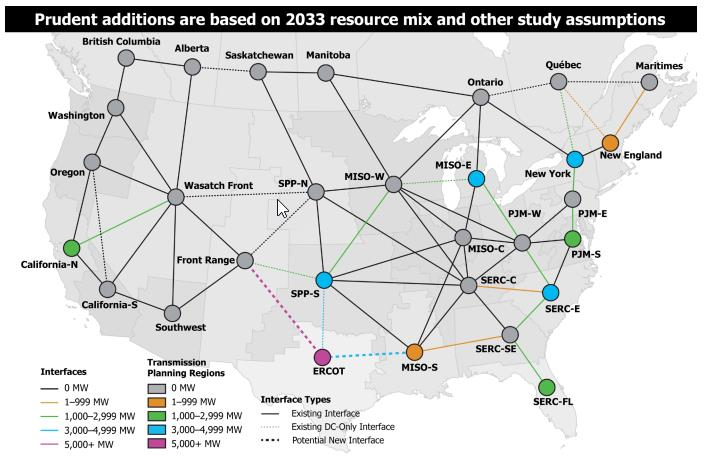 Prudent additions are based on 2033 resource mix and other study assumptions
British Columbia
Alberta
Saskatchewan
Manitoba
Ontario
Québec
Maritimes
Washington
New England
MISO-E
New York
Oregon
Wasatch Front
SPP-N
MISO-W
PJM-W
PJM-E
MISO-C
PJM-S
California-N
Front Range
SPP-S
SERC-C
SERC-E
California-S
Southwest
SERC-SE
ERCOT
MISO-S
SERC-FL
Interfaces
0 MW
1–999 MW
1,000–2,999 MW
3,000–4,999 MW
5,000+ MW
Transmission
Planning Regions
0 MW
1–999 MW
1,000–2,999 MW
3,000–4,999 MW
5,000+ MW
Interface Types
Existing Interface
Existing DC-Only Interface
Potential New Interface